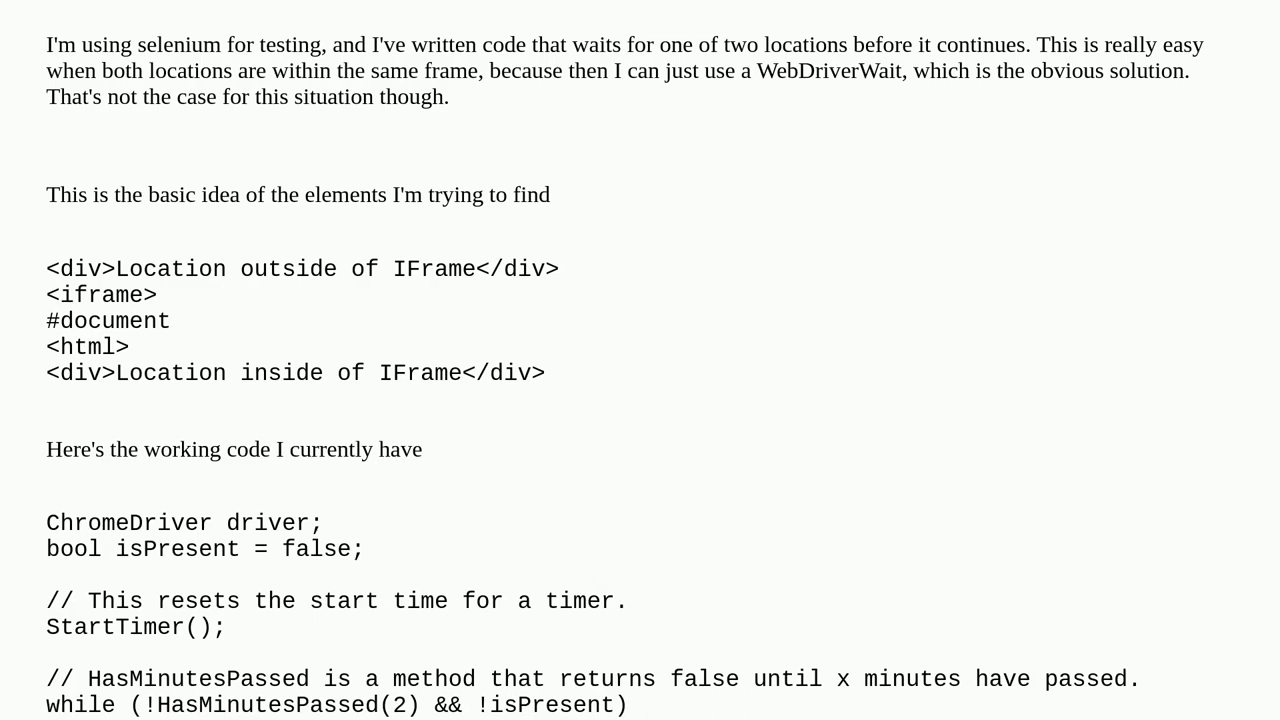 I'm using selenium for testing, and I've written code that waits for one of two locations before it continues. This is really easy
when both locations are within the same frame, because then I can just use a WebDriverWait, which is the obvious solution.
That's not the case for this situation though.
This is the basic idea of the elements I'm trying to find
<div>Location outside of IFrame</div>
<iframe>
#document
<html>
<div>Location inside of IFrame</div>
Here's the working code I currently have
ChromeDriver driver;
bool isPresent = false;
// This resets the start time for a timer.
StartTimer();
// HasMinutesPassed is a method that returns false until x minutes have passed.
while (!HasMinutesPassed(2) && !isPresent)